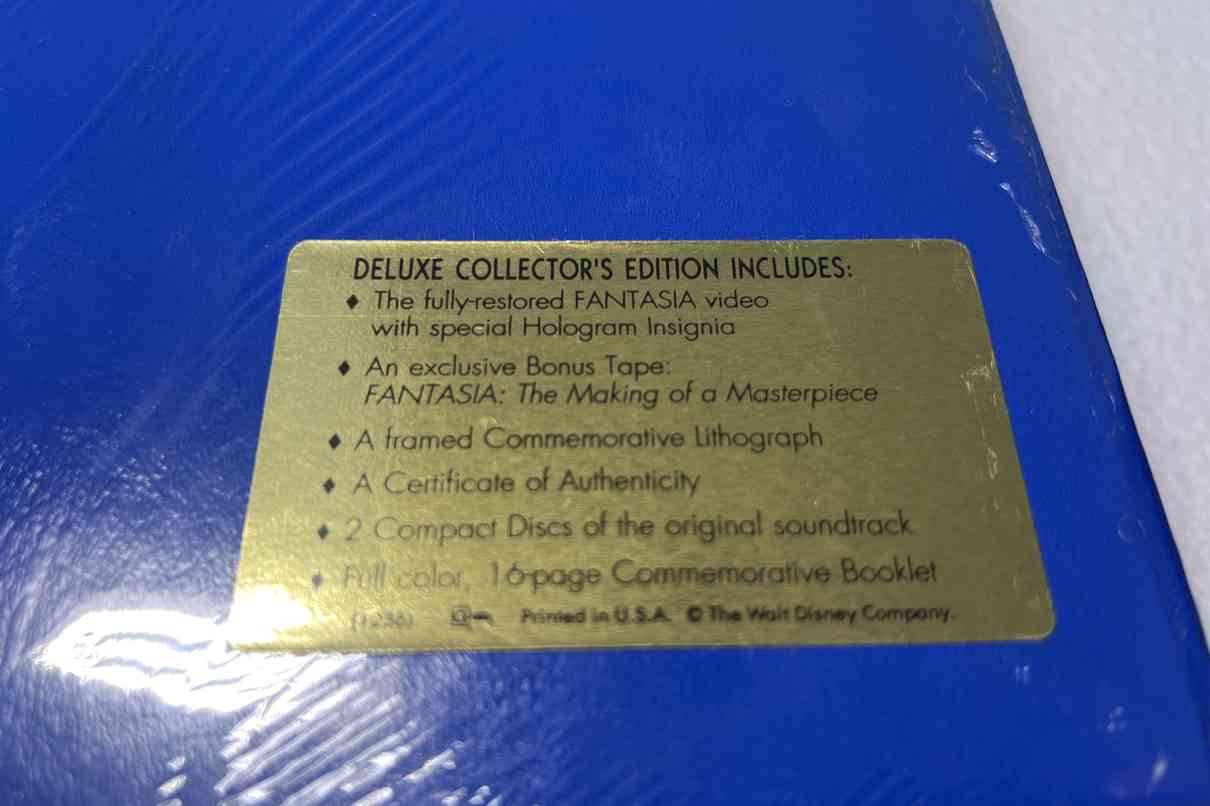 DELUXE COLLECTOR'S EDITION INCLUDES:
♦ The fully-restored FANTASIA video
with special Hologram Insignia
♦ An exclusive Bonus Tape:
FANTASIA: The Making of a Masterpiece
♦ A framed Commemorative Lithograph
♦ A Certificate of Authenticity
♦ 2 Compact Discs of the original soundtrack
♦ Full color, 16-page Commemorative Booklet
Printed in U.S.A. © The Walt Disney Company.